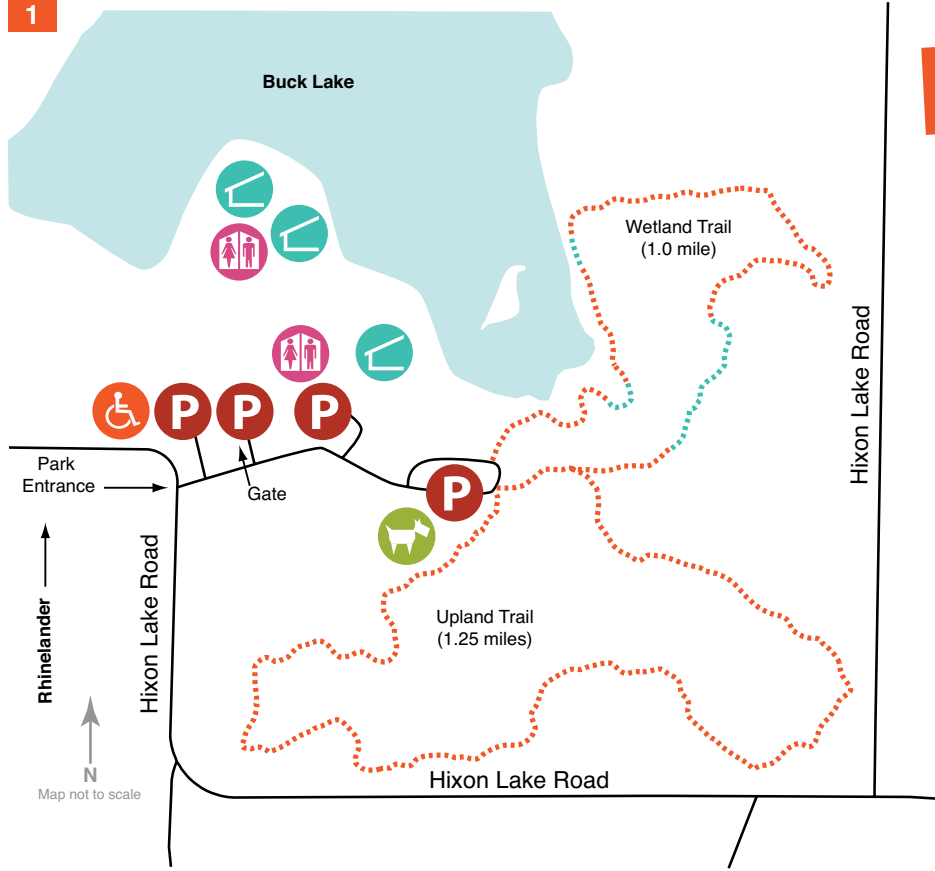 1
Buck Lake
Wetland Trail
(1.0 mile)
Hixon Lake Road
P
P
P
Park
Entrance
Gate
P
Hixon Lake Road
Rhinelander
Upland Trail
(1.25 miles)
N
Map not to scale
Hixon Lake Road